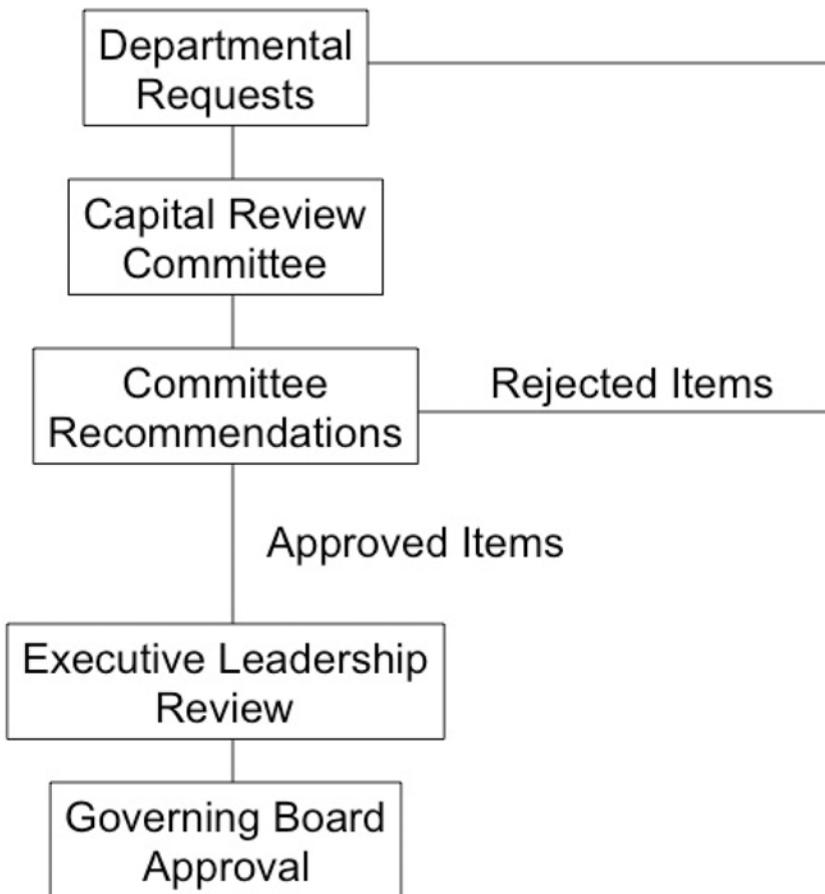 Departmental
Requests
Capital Review
Committee
Committee
Recommendations
Rejected Items
Approved Items
Executive Leadership
Review
Governing Board
Approval